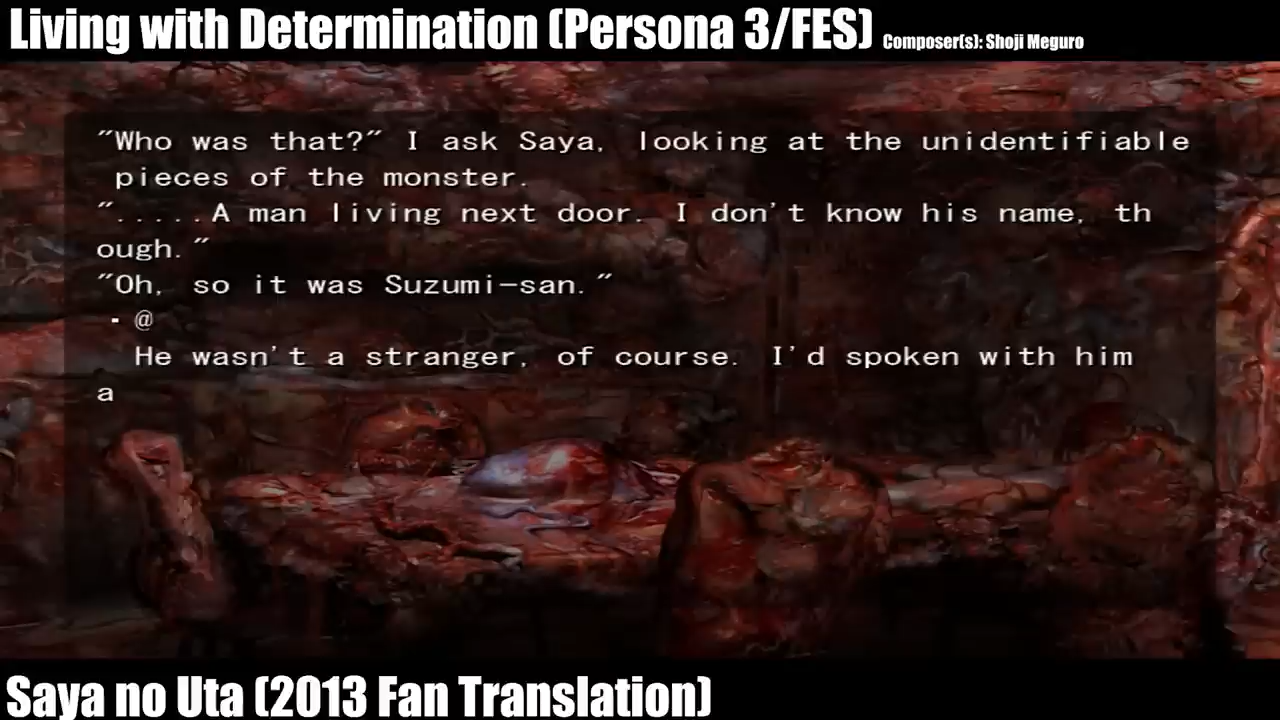 Living with Determination (Persona 3/FES) Composer(s): Shoji Meguro
"Who was that?" I ask Saya, looking at the unidentifiable
pieces of the monster.
".....A man living next door. I don't know his name, th
ough."
"Oh, so it was Suzumi-san."
- @
He wasn't a stranger, of course. I'd spoken with him
a
Saya no Uta (2013 Fan Translation)